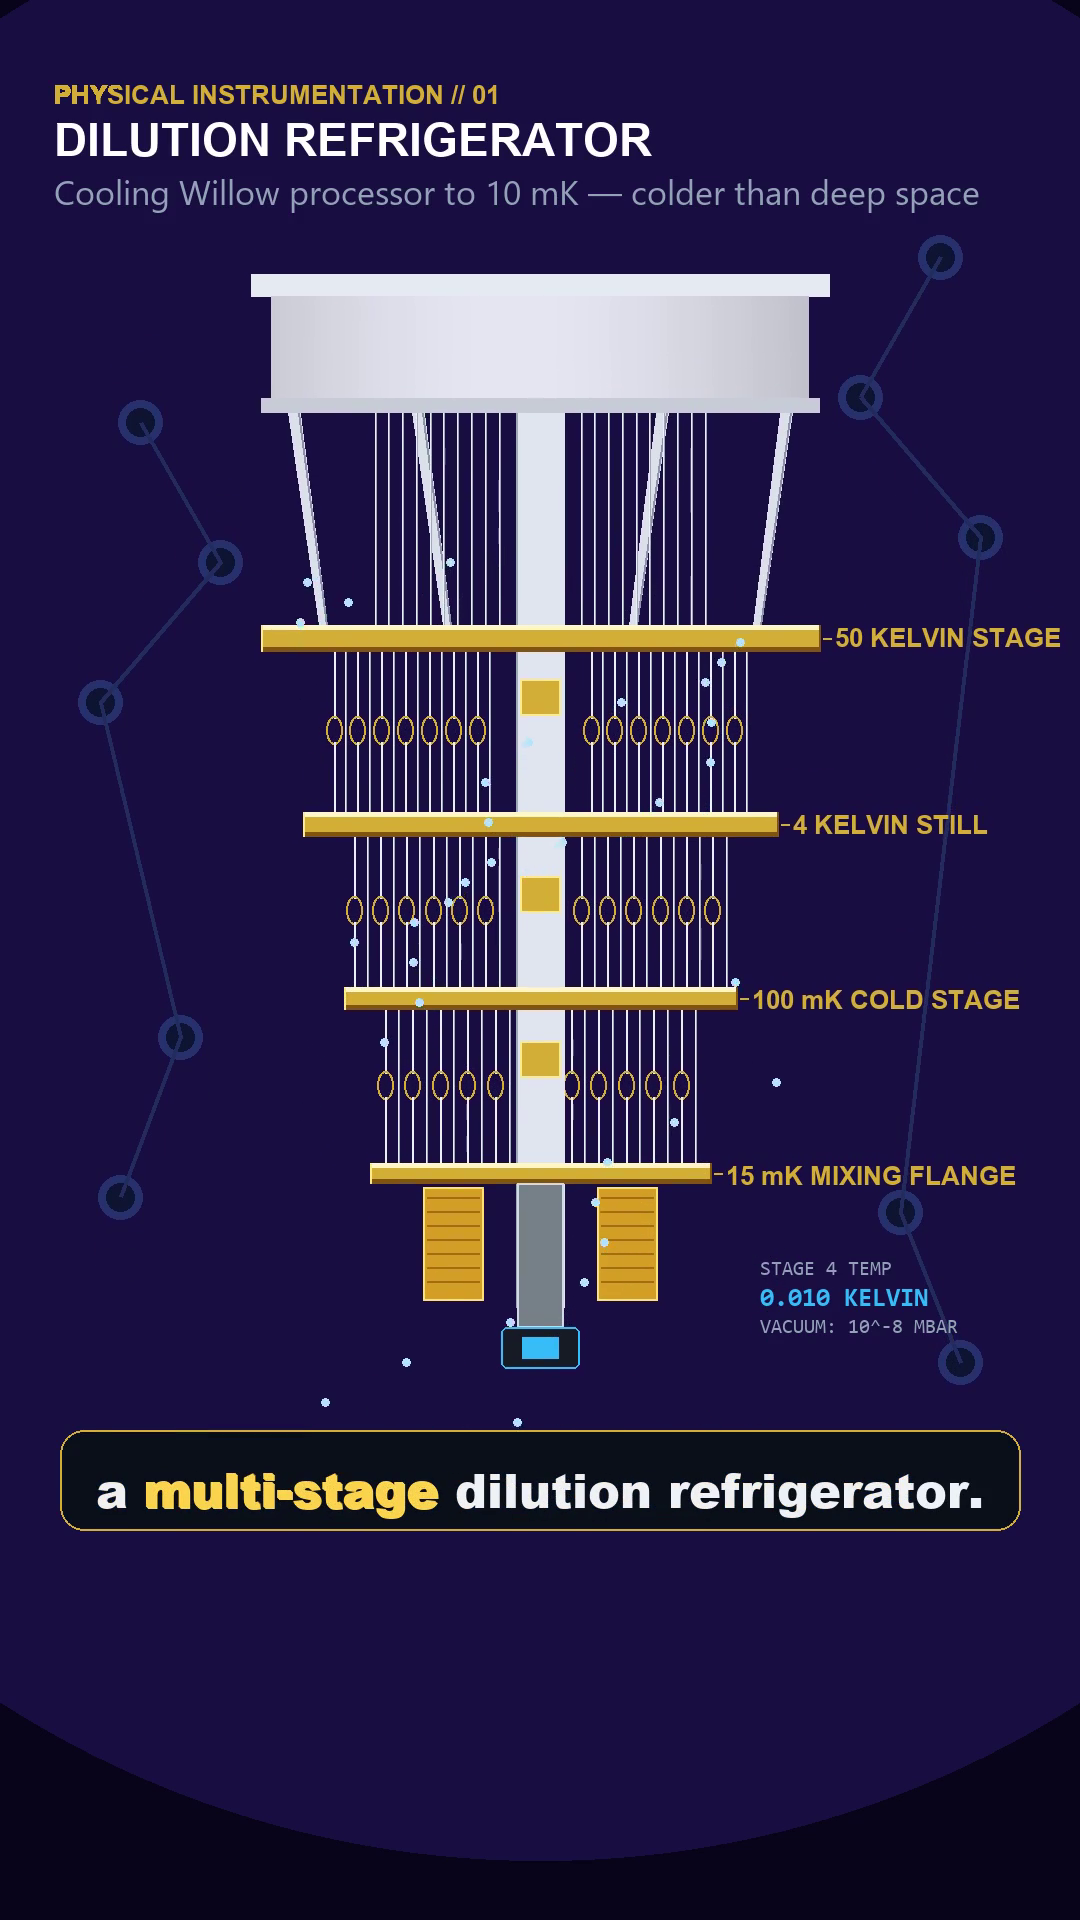 PHYSICAL INSTRUMENTATION // 01
DILUTION REFRIGERATOR
Cooling Willow processor to 10 mK — colder than deep space
50 KELVIN STAGE
4 KELVIN STILL
100 mK COLD STAGE
15 mK MIXING FLANGE
STAGE 4 TEMP
0.010 KELVIN
VACUUM: 10^-8 MBAR
a multi-stage dilution refrigerator.